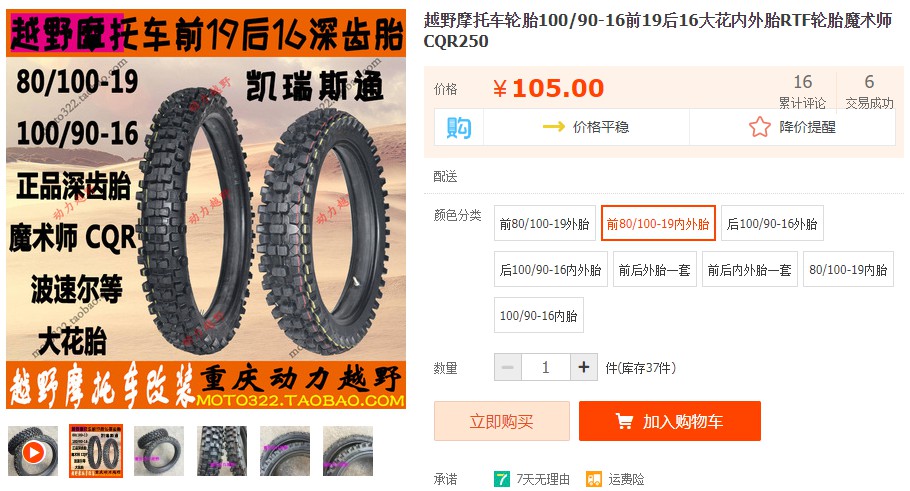 越野摩托车前19后16深齿胎
80/100-19
凯瑞斯通
100/90-16
正品深齿胎
魔术师 CQR
波速尔等
大花胎
越野摩托车改装重庆动力越野
MOTO322.TAOBAO.COM
越野摩托车轮胎100/90-16前19后16大花内外胎RTF轮胎魔术师
CQR250
价格
¥105.00
16
累计评论
6
交易成功
购
价格平稳
降价提醒
配送
颜色分类
前80/100-19外胎
前80/100-19内外胎
后100/90-16外胎
后100/90-16内外胎
前后外胎一套
前后内外胎一套
80/100-19内胎
100/90-16内胎
数量
1
件(库存37件)
立即购买
加入购物车
承诺
7
7天无理由
运费险